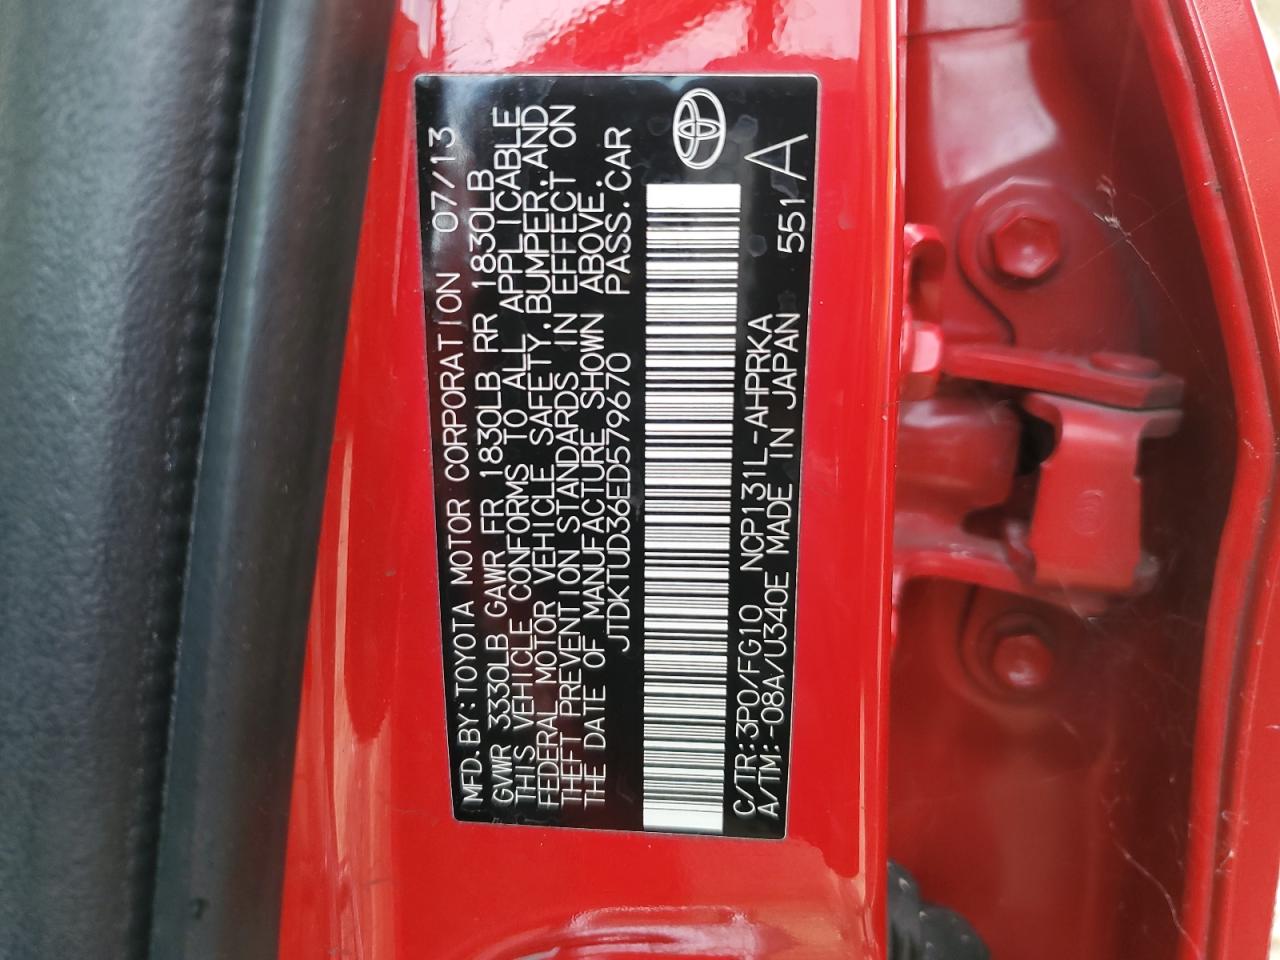 MFD.BY:TOYOTA MOTOR CORPORATION 07/13
GVWR 3330LB GAWR FR 1830LB RR 1830LB
THIS VEHICLE CONFORMS TO ALL APPLICABLE
FEDERAL MOTOR VEHICLE SAFETY,BUMPER,AND
THEFT PREVENTION STANDARDS IN EFFECT ON
THE DATE OF MANUFACTURE SHOWN ABOVE.
JTDKTUD36ED579670 PASS.CAR
C/TR:3P0/FG10 NCP131L-AHPRKA
A/TM:-08A/U340E MADE IN JAPAN 551 A